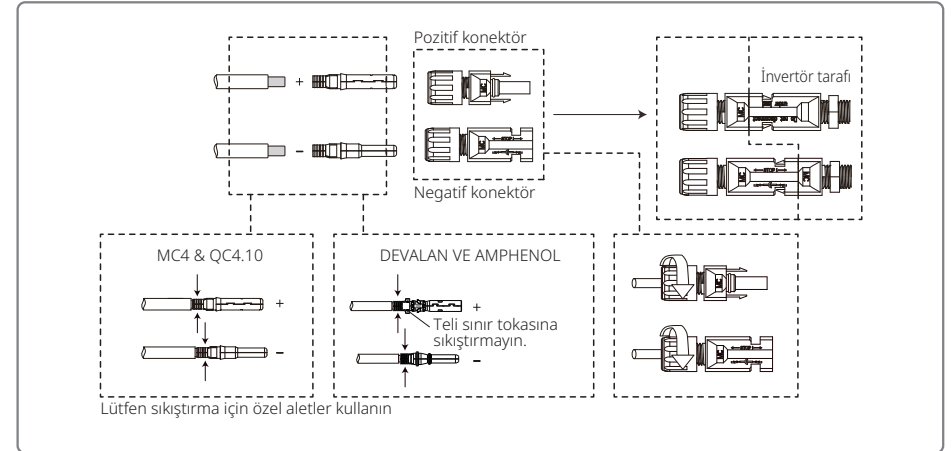 Pozitif konektör
İnvertör tarafı
+
−
STOP
Negatif konektör
MC4 & QC4.10
+
−
DEVALAN VE AMPHENOL
+
Teli sınır tokasına
sıkıştırmayın.
−
Lütfen sıkıştırma için özel aletler kullanın